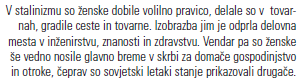 V stalinizmu so ženske dobile volilno pravico, delale so v tovar-
nah, gradile ceste in tovarne. Izobrazba jim je odprla delovna
mesta v inženirstvu, znanosti in zdravstvu. Vendar pa so ženske
še vedno nosile glavno breme v skrbi za domače gospodinjstvo
in otroke, čeprav so sovjetski letaki stanje prikazovali drugače.